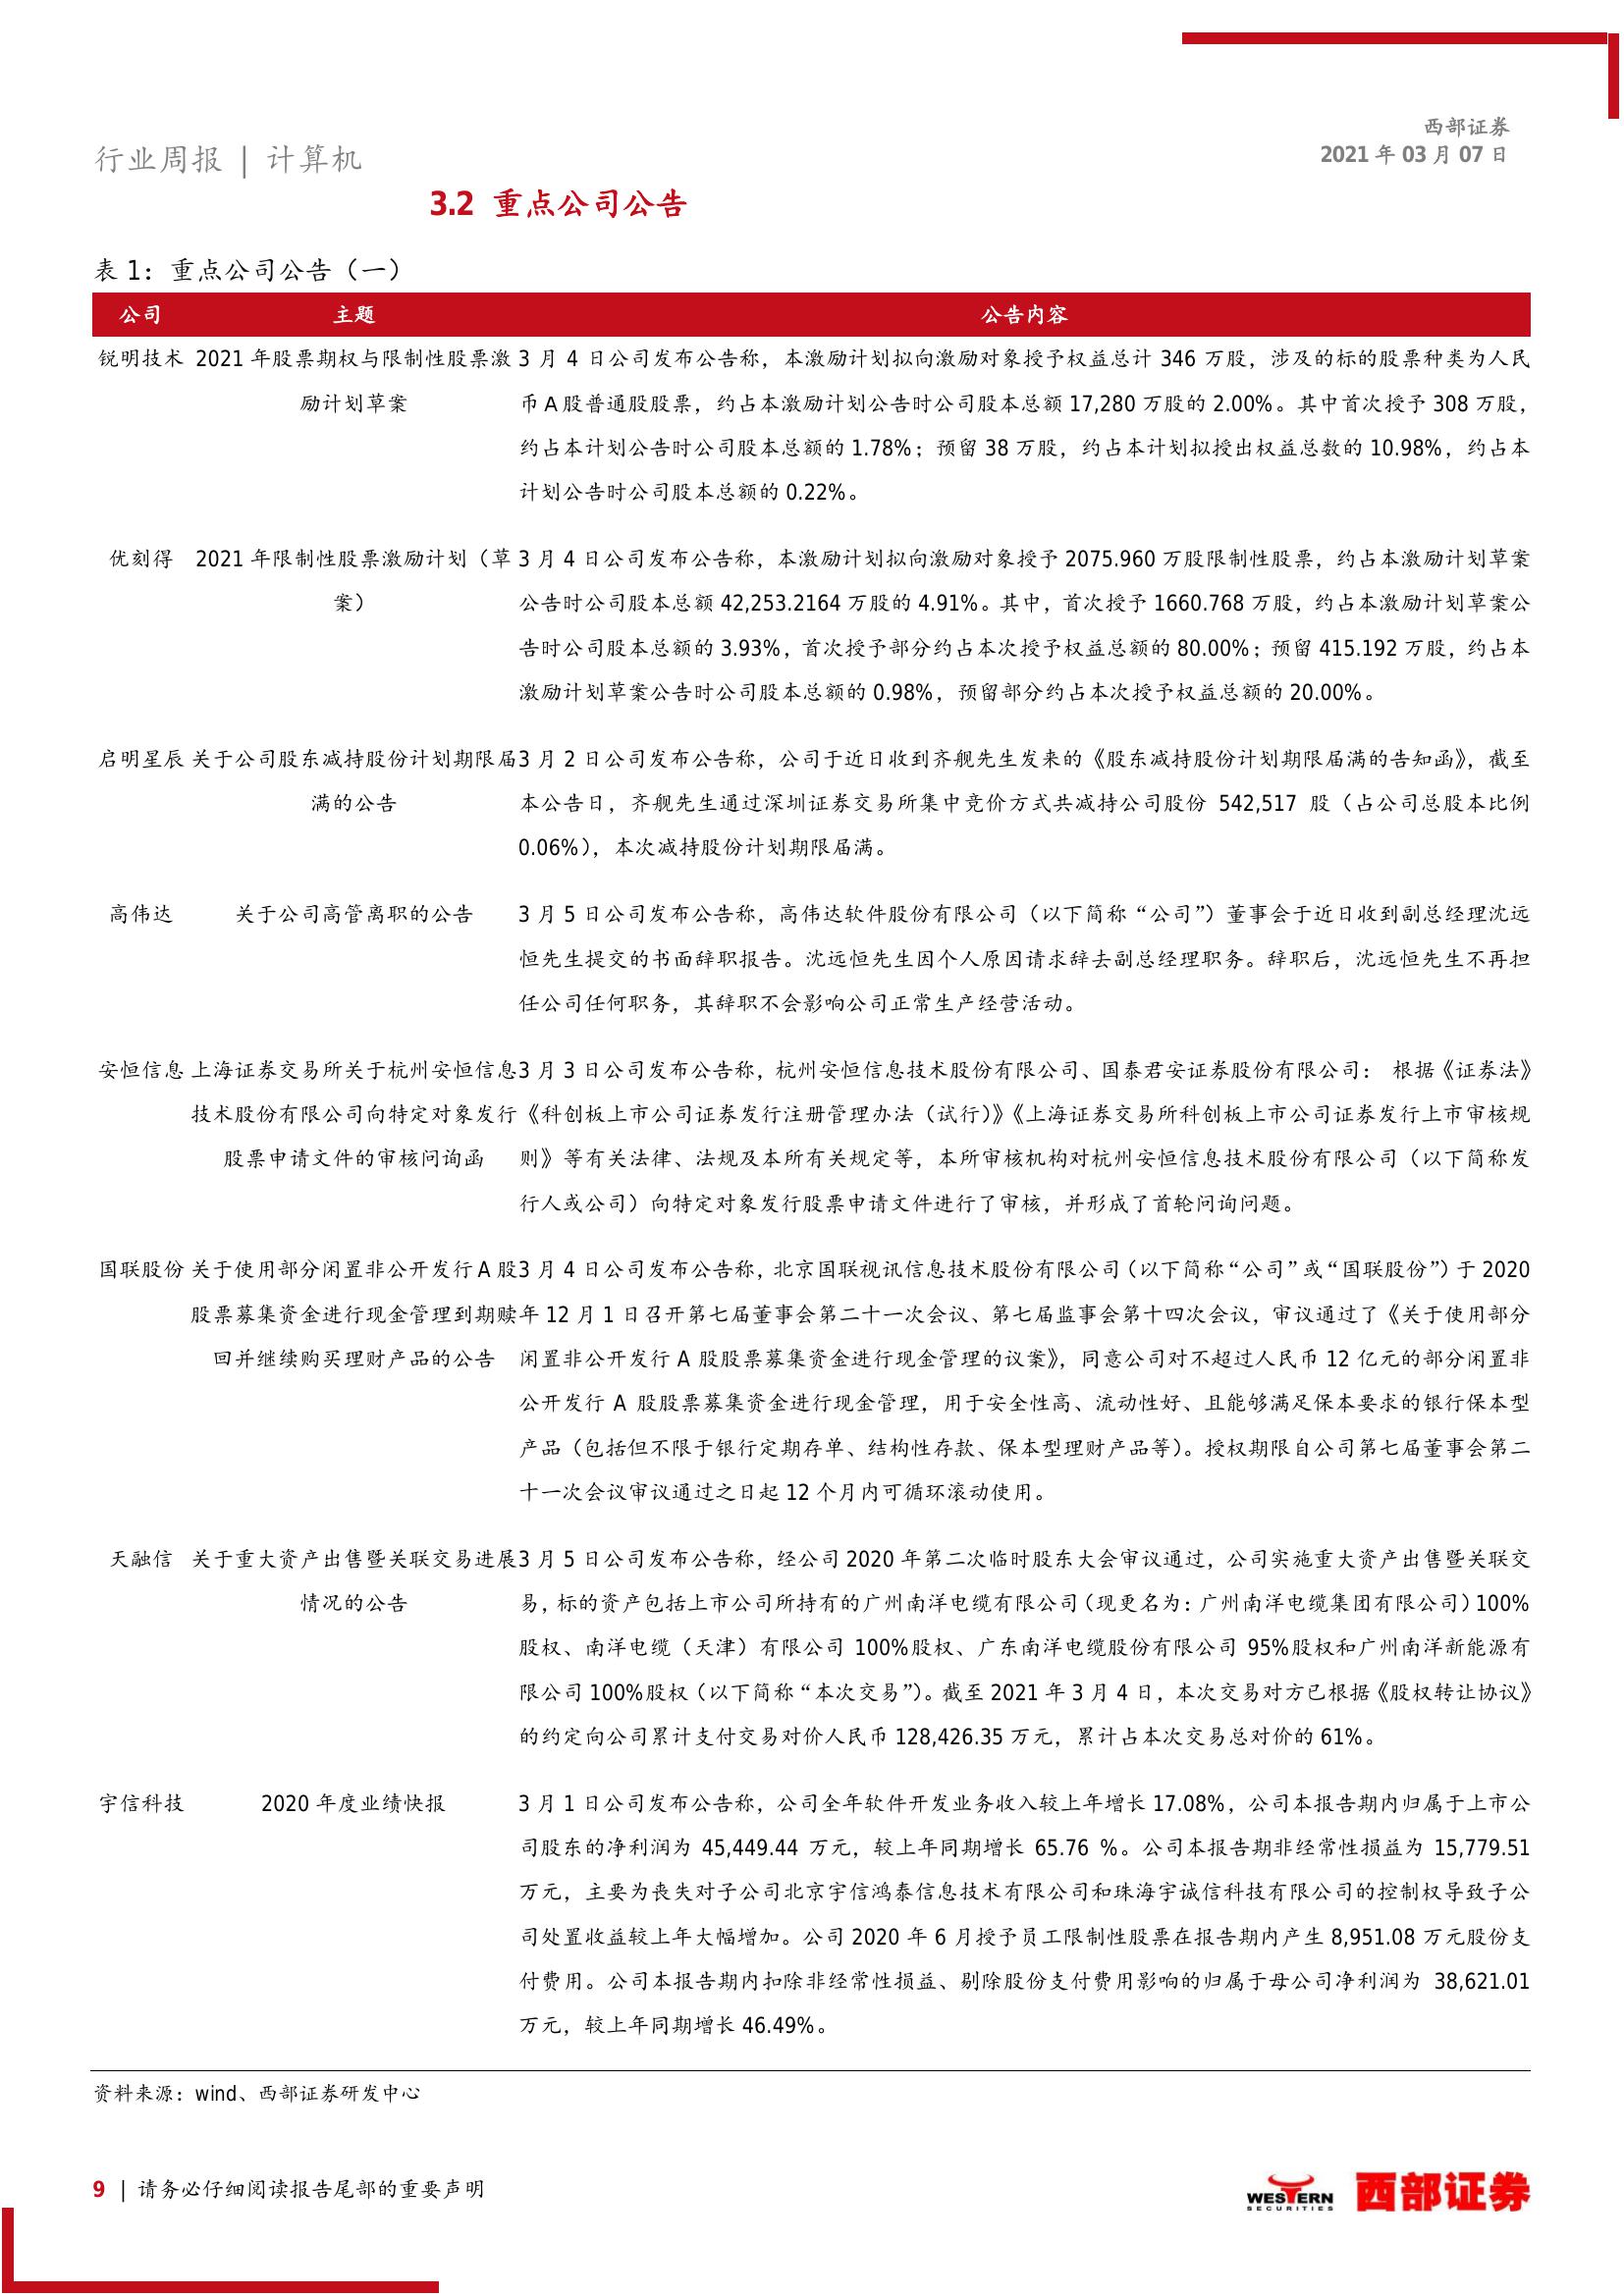 西部证券
2021 年 03 月 07 日
行业周报 | 计算机
3.2 重点公司公告
表 1：重点公司公告（一）
公司 主题 公告内容
锐明技术 2021 年股票期权与限制性股票激 3 月 4 日公司发布公告称，本激励计划拟向激励对象授予权益总计 346 万股，涉及的标的股票种类为人民
励计划草案 币 A 股普通股股票，约占本激励计划公告时公司股本总额 17,280 万股的 2.00%。其中首次授予 308 万股，
约占本计划公告时公司股本总额的 1.78%；预留 38 万股，约占本计划拟授出权益总数的 10.98%，约占本
计划公告时公司股本总额的 0.22%。
优刻得 2021 年限制性股票激励计划（草 3 月 4 日公司发布公告称，本激励计划拟向激励对象授予 2075.960 万股限制性股票，约占本激励计划草案
案） 公告时公司股本总额 42,253.2164 万股的 4.91%。其中，首次授予 1660.768 万股，约占本激励计划草案公
告时公司股本总额的 3.93%，首次授予部分约占本次授予权益总额的 80.00%；预留 415.192 万股，约占本
激励计划草案公告时公司股本总额的 0.98%，预留部分约占本次授予权益总额的 20.00%。
启明星辰 关于公司股东减持股份计划期限届 3 月 2 日公司发布公告称，公司于近日收到齐舰先生发来的《股东减持股份计划期限届满的告知函》，截至
满的公告 本公告日，齐舰先生通过深圳证券交易所集中竞价方式共减持公司股份 542,517 股（占公司总股本比例
0.06%），本次减持股份计划期限届满。
高伟达 关于公司高管离职的公告 3 月 5 日公司发布公告称，高伟达软件股份有限公司（以下简称“公司”）董事会于近日收到副总经理沈远
恒先生提交的书面辞职报告。沈远恒先生因个人原因请求辞去副总经理职务。辞职后，沈远恒先生不再担
任公司任何职务，其辞职不会影响公司正常生产经营活动。
安恒信息 上海证券交易所关于杭州安恒信息 3 月 3 日公司发布公告称，杭州安恒信息技术股份有限公司、国泰君安证券股份有限公司： 根据《证券法》
技术股份有限公司向特定对象发行 《科创板上市公司证券发行注册管理办法（试行）》《上海证券交易所科创板上市公司证券发行上市审核规
股票申请文件的审核问询函 则》等有关法律、法规及本所有关规定等，本所审核机构对杭州安恒信息技术股份有限公司（以下简称发
行人或公司）向特定对象发行股票申请文件进行了审核，并形成了首轮问询问题。
国联股份 关于使用部分闲置非公开发行 A 股 3 月 4 日公司发布公告称，北京国联视讯信息技术股份有限公司（以下简称“公司”或“国联股份”）于 2020
股票募集资金进行现金管理到期赎 年 12 月 1 日召开第七届董事会第二十一次会议、第七届监事会第十四次会议，审议通过了《关于使用部分
回并继续购买理财产品的公告 闲置非公开发行 A 股股票募集资金进行现金管理的议案》，同意公司对不超过人民币 12 亿元的部分闲置非
公开发行 A 股股票募集资金进行现金管理，用于安全性高、流动性好、且能够满足保本要求的银行保本型
产品（包括但不限于银行定期存单、结构性存款、保本型理财产品等）。授权期限自公司第七届董事会第二
十一次会议审议通过之日起 12 个月内可循环滚动使用。
天融信 关于重大资产出售暨关联交易进展 3 月 5 日公司发布公告称，经公司 2020 年第二次临时股东大会审议通过，公司实施重大资产出售暨关联交
情况的公告 易，标的资产包括上市公司所持有的广州南洋电缆有限公司（现更名为：广州南洋电缆集团有限公司）100%
股权、南洋电缆（天津）有限公司 100%股权、广东南洋电缆股份有限公司 95%股权和广州南洋新能源有
限公司 100%股权（以下简称“本次交易”）。截至 2021 年 3 月 4 日，本次交易对方已根据《股权转让协议》
的约定向公司累计支付交易对价人民币 128,426.35 万元，累计占本次交易总对价的 61%。
宇信科技 2020 年度业绩快报 3 月 1 日公司发布公告称，公司全年软件开发业务收入较上年增长 17.08%，公司本报告期内归属于上市公
司股东的净利润为 45,449.44 万元，较上年同期增长 65.76 %。公司本报告期非经常性损益为 15,779.51
万元，主要为丧失对子公司北京宇信鸿泰信息技术有限公司和珠海宇诚信科技有限公司的控制权导致子公
司处置收益较上年大幅增加。公司 2020 年 6 月授予员工限制性股票在报告期内产生 8,951.08 万元股份支
付费用。公司本报告期内扣除非经常性损益、剔除股份支付费用影响的归属于母公司净利润为 38,621.01
万元，较上年同期增长 46.49%。
资料来源：wind、西部证券研发中心
9 | 请务必仔细阅读报告尾部的重要声明
WESTERN
SECURITIES
西部证券